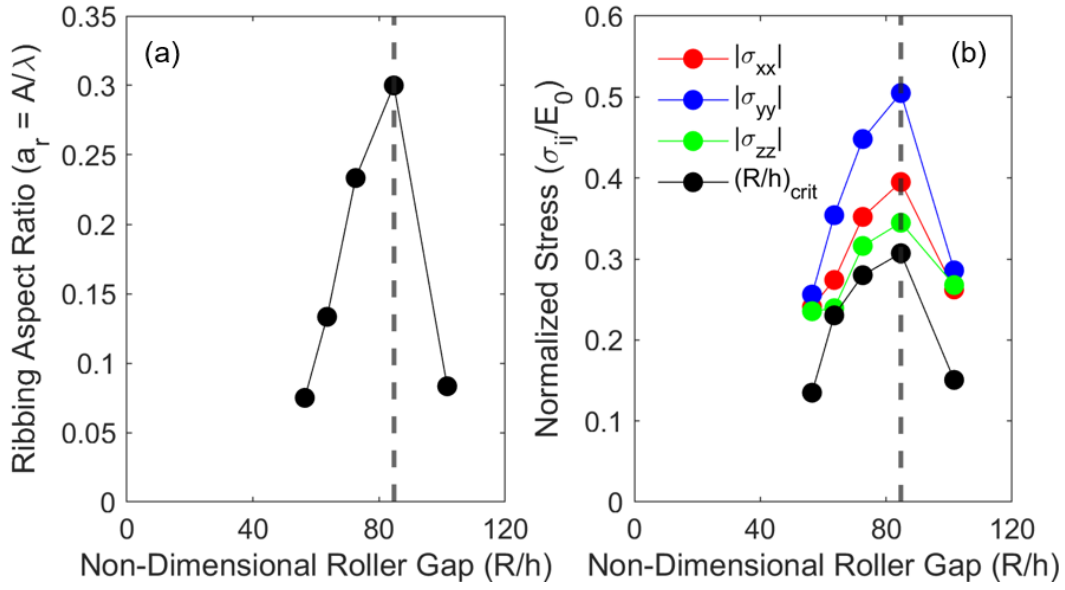 (a)
Ribbing Aspect Ratio (a_r = A/λ)
0.35
0.3
0.25
0.2
0.15
0.1
0.05
0
0
40
80
120
Non-Dimensional Roller Gap (R/h)
(b)
Normalized Stress (σ_ij/E_0)
0.6
0.5
0.4
0.3
0.2
0.1
0
|σ_xx|
|σ_yy|
|σ_zz|
(R/h)_crit
0
40
80
120
Non-Dimensional Roller Gap (R/h)